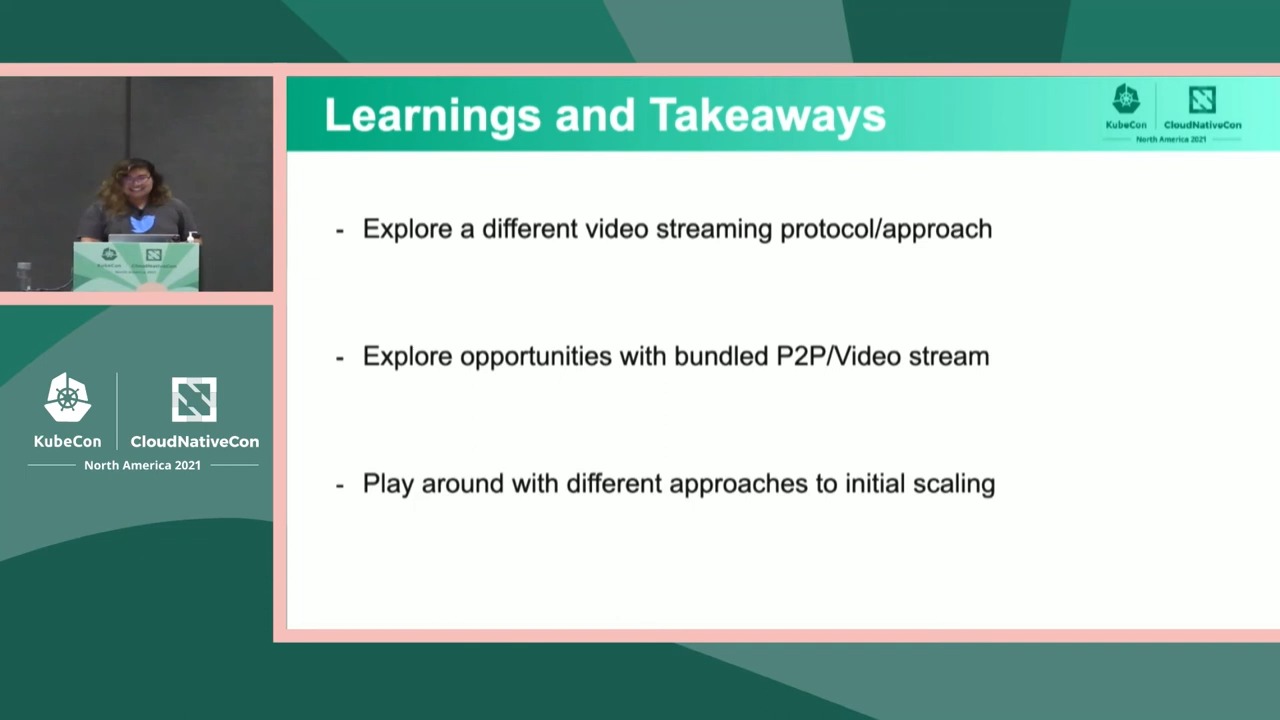 Learnings and Takeaways
KubeCon
CloudNativeCon
North America 2021
- Explore a different video streaming protocol/approach
- Explore opportunities with bundled P2P/Video stream
- Play around with different approaches to initial scaling
KubeCon
CloudNativeCon
North America 2021